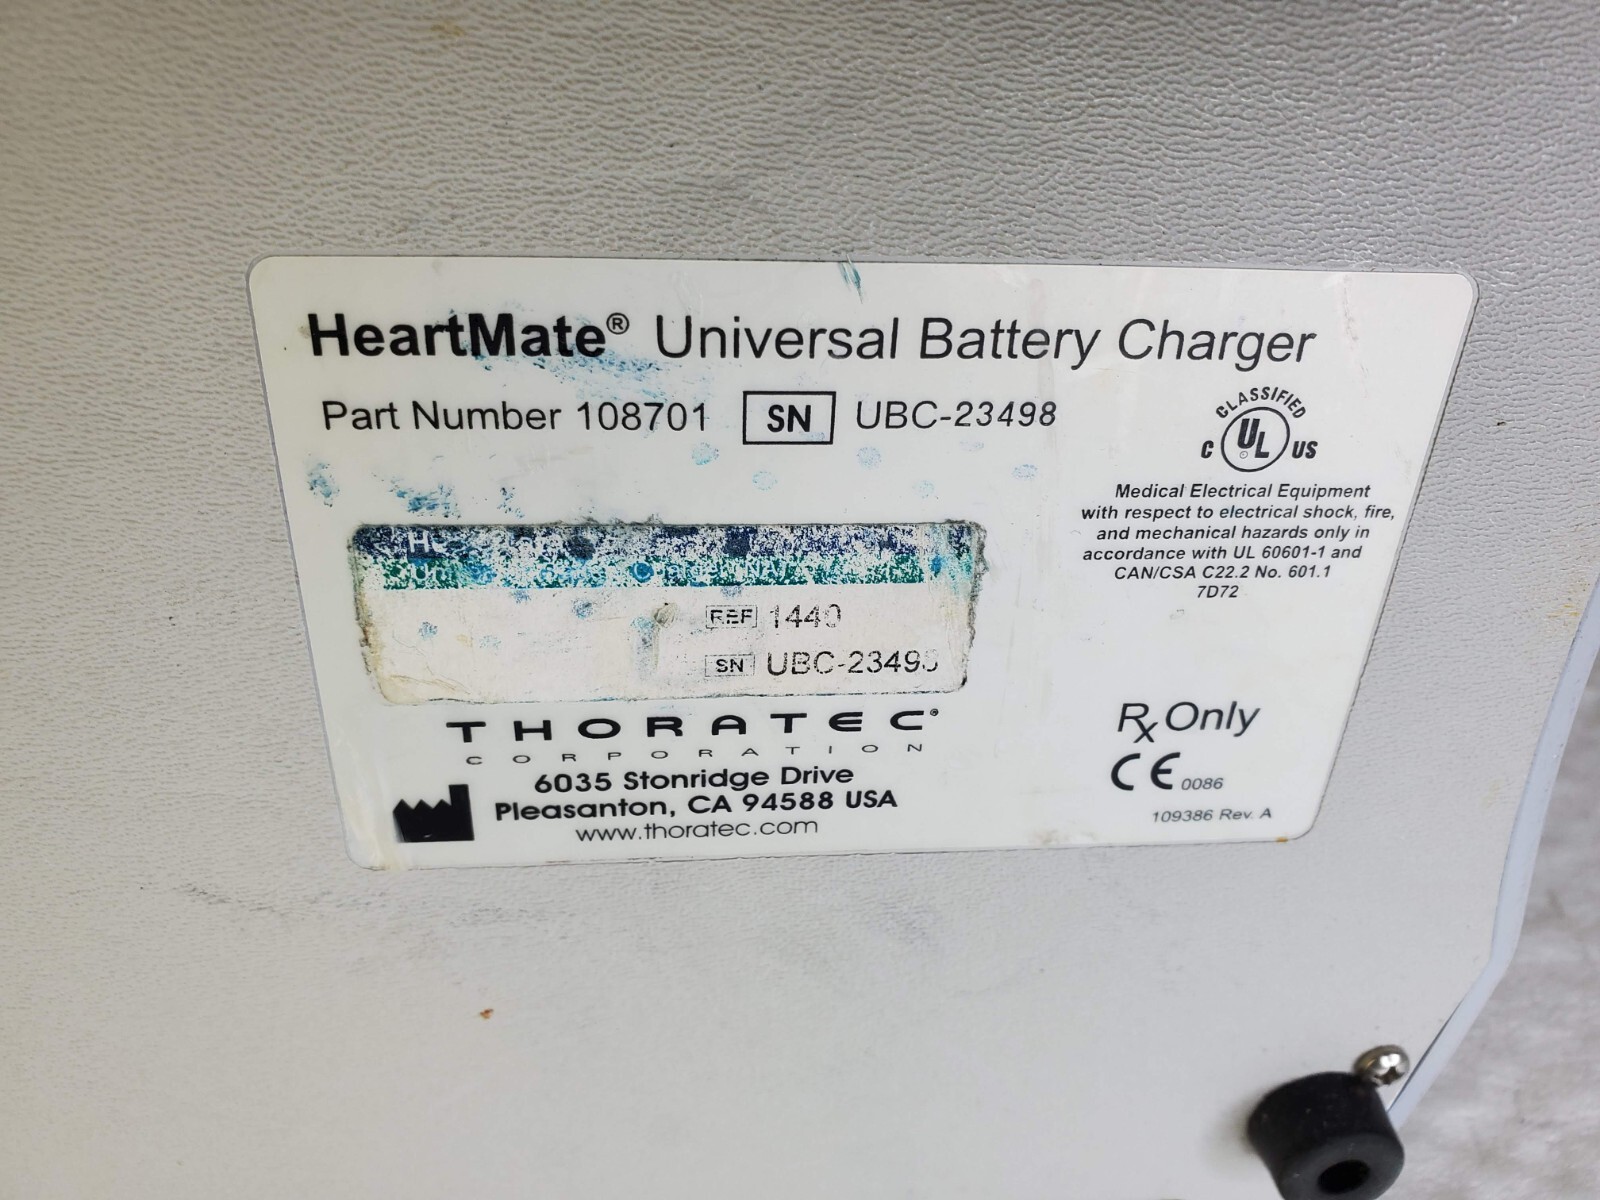 HeartMate® Universal Battery Charger
Part Number 108701 SN UBC-23498
CLASSIFIED
C UL US
Medical Electrical Equipment
with respect to electrical shock, fire,
and mechanical hazards only in
accordance with UL 60601-1 and
CAN/CSA C22.2 No. 601.1
7D72
REF 1440
SN
THORATEC®
CORPORATION
6035 Stonridge Drive
Pleasanton, CA 94588 USA
www.thoratec.com
Rx Only
CE 0086
109386 Rev. A